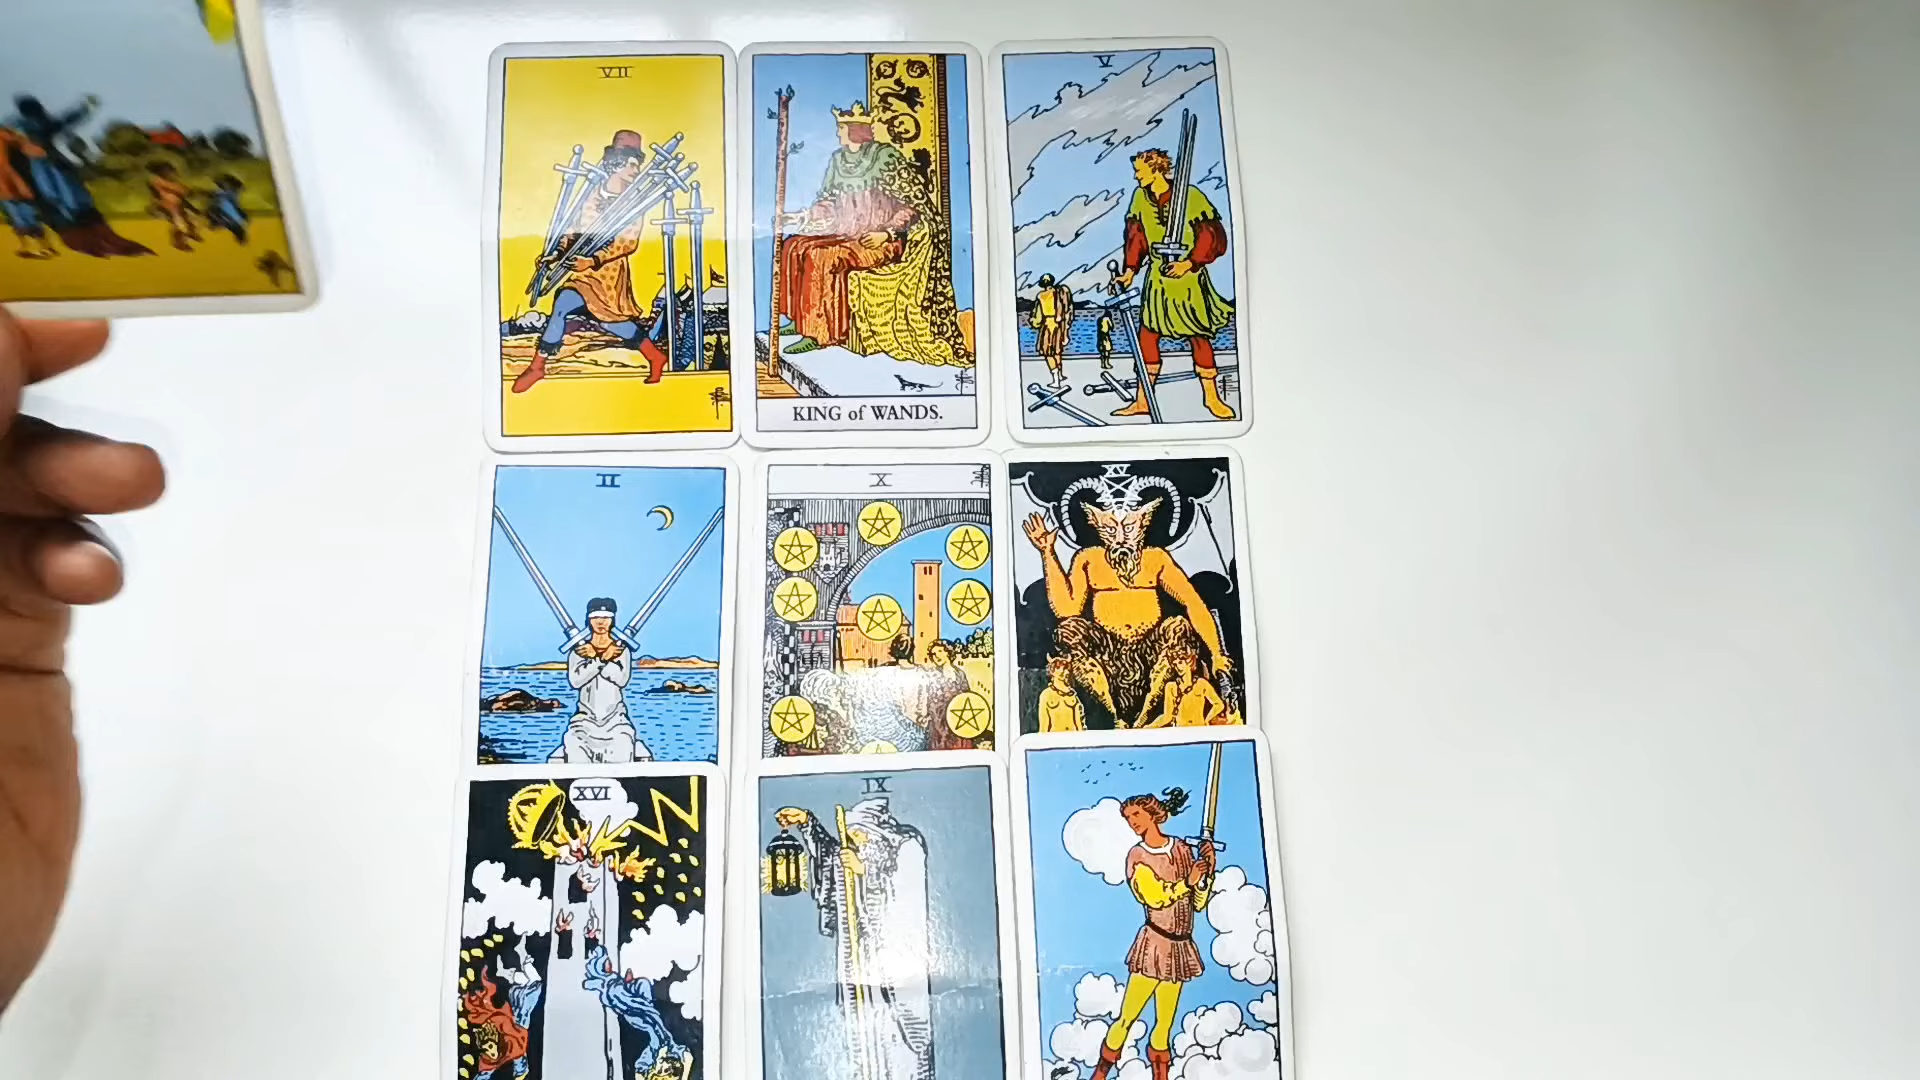 VII
V
KING of WANDS.
II
X
XV
XVI
IX